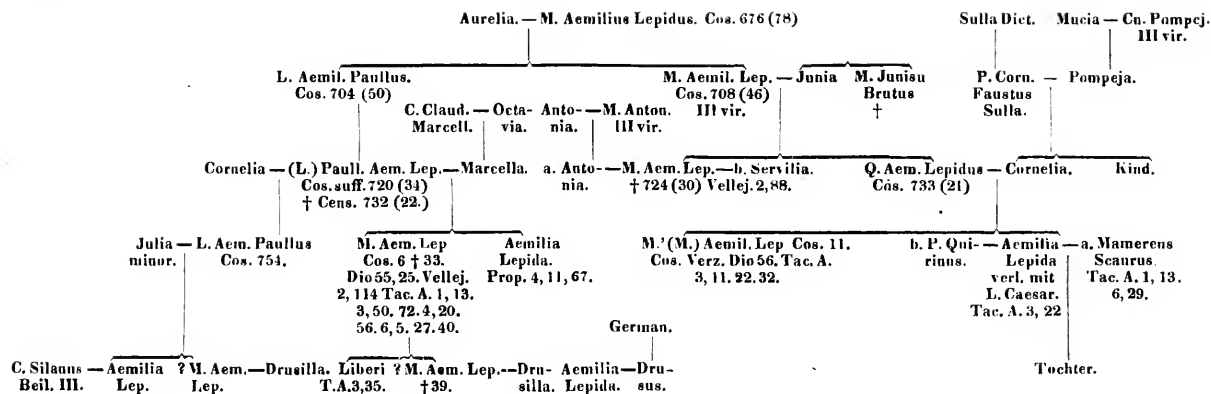 Aurelia. — M. Aemilius Lepidus. Cos. 676 (78) Sulla Dict. Mucia — Cn. Pompej.
III vir.
L. Aemil. Paullus. M. Aemil. Lep. — Junia M. Junisu P. Corn. — Pompeja.
Cos. 704 (50) Cos. 708 (46) Brutus Faustus
C. Claud. — Octa- Anto- — M. Anton. III vir. † Sulla.
Marcell. via. nia. III vir.
Cornelia — (L.) Paull. Aem. Lep. — Marcella. a. Anto- — M. Aem. Lep. — b. Servilia. Q. Aem. Lepidus — Cornelia. Kind.
Cos. suff. 720 (34) nia. † 724 (30) Vellej. 2, 88. Cos. 733 (21)
† Cens. 732 (22.)
Julia — L. Aem. Paullus M. Aem. Lep Aemilia M.' (M.) Aemil. Lep Cos. 11. b. P. Qui- — Aemilia — a. Mamercus
minor. Cos. 754. Cos. 6 † 33. Lepida. Cos. Verz. Dio 56. Tac. A. rinus. Lepida Scaurus.
Dio 55, 25. Vellej. Prop. 4, 11, 67. 3, 11. 22. 32. verl. mit Tac. A. 1, 13.
2, 114 Tac. A. 1, 13. L. Caesar. 6, 29.
3, 50. 72. 4, 20. Tac. A. 3, 22
56. 6, 5. 27. 40. German.
C. Silanus — Aemilia ? M. Aem. — Drusilla. Liberi ? M. Aem. Lep. — Dru- Aemilia — Dru- Tochter.
Beil. III. Lep. Lep. T.A.3,35. †39. silla. Lepida. sus.